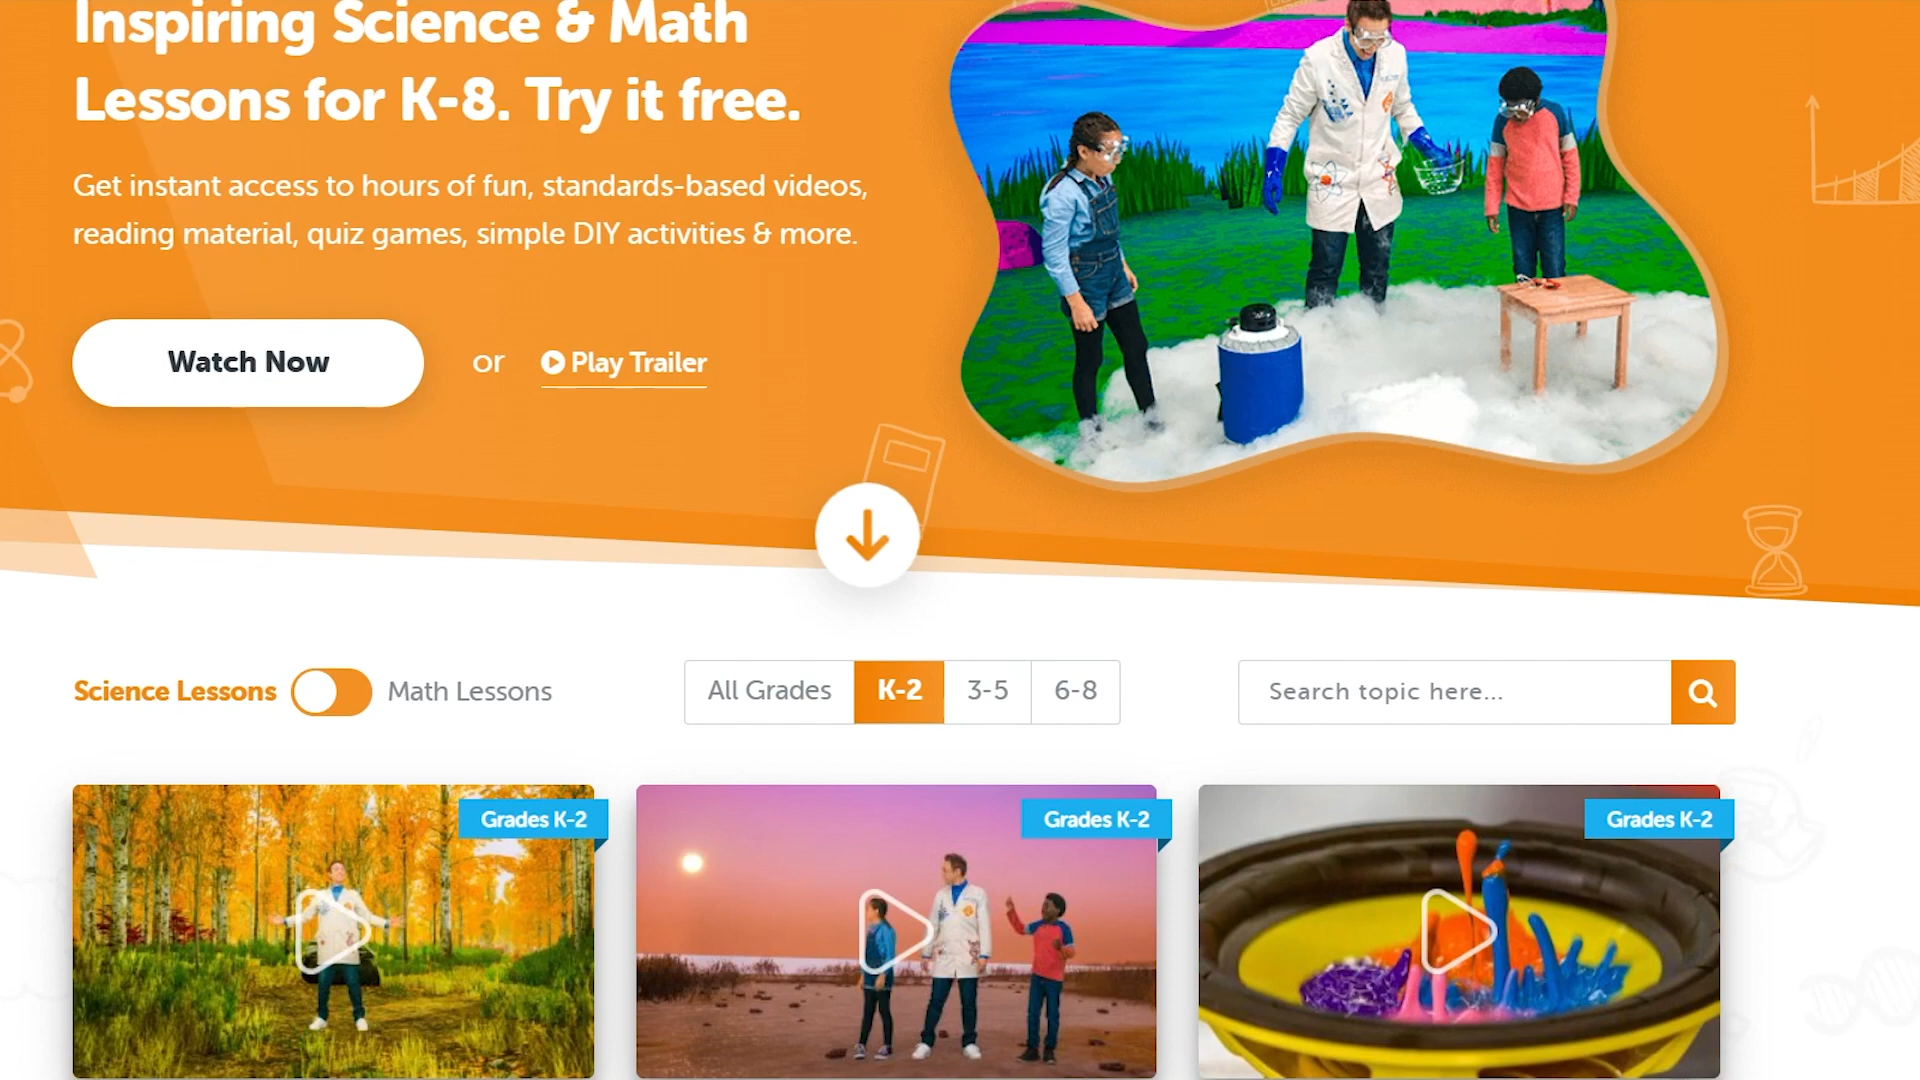 Inspiring Science & Math
Lessons for K-8. Try it free.
Get instant access to hours of fun, standards-based videos,
reading material, quiz games, simple DIY activities & more.
Watch Now
or
Play Trailer
Science Lessons
Math Lessons
All Grades
K-2
3-5
6-8
Search topic here...
Grades K-2
Grades K-2
Grades K-2